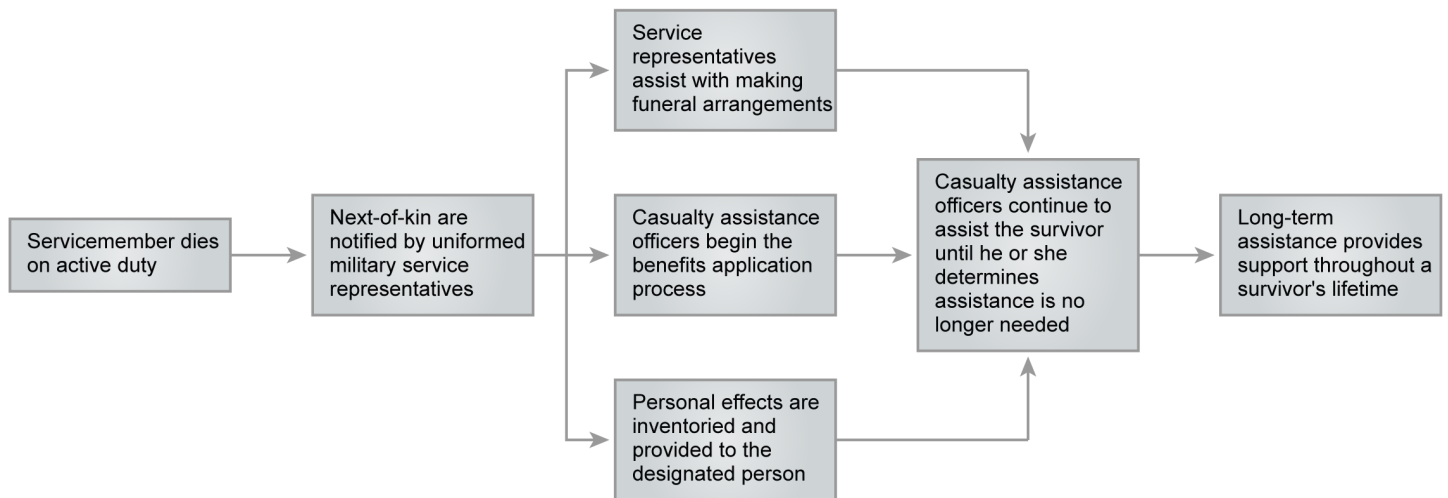 Servicemember dies
on active duty
Next-of-kin are
notified by uniformed
military service
representatives
Service
representatives
assist with making
funeral arrangements
Casualty assistance
officers begin the
benefits application
process
Personal effects are
inventoried and
provided to the
designated person
Casualty assistance
officers continue to
assist the survivor
until he or she
determines
assistance is no
longer needed
Long-term
assistance provides
support throughout a
survivor's lifetime